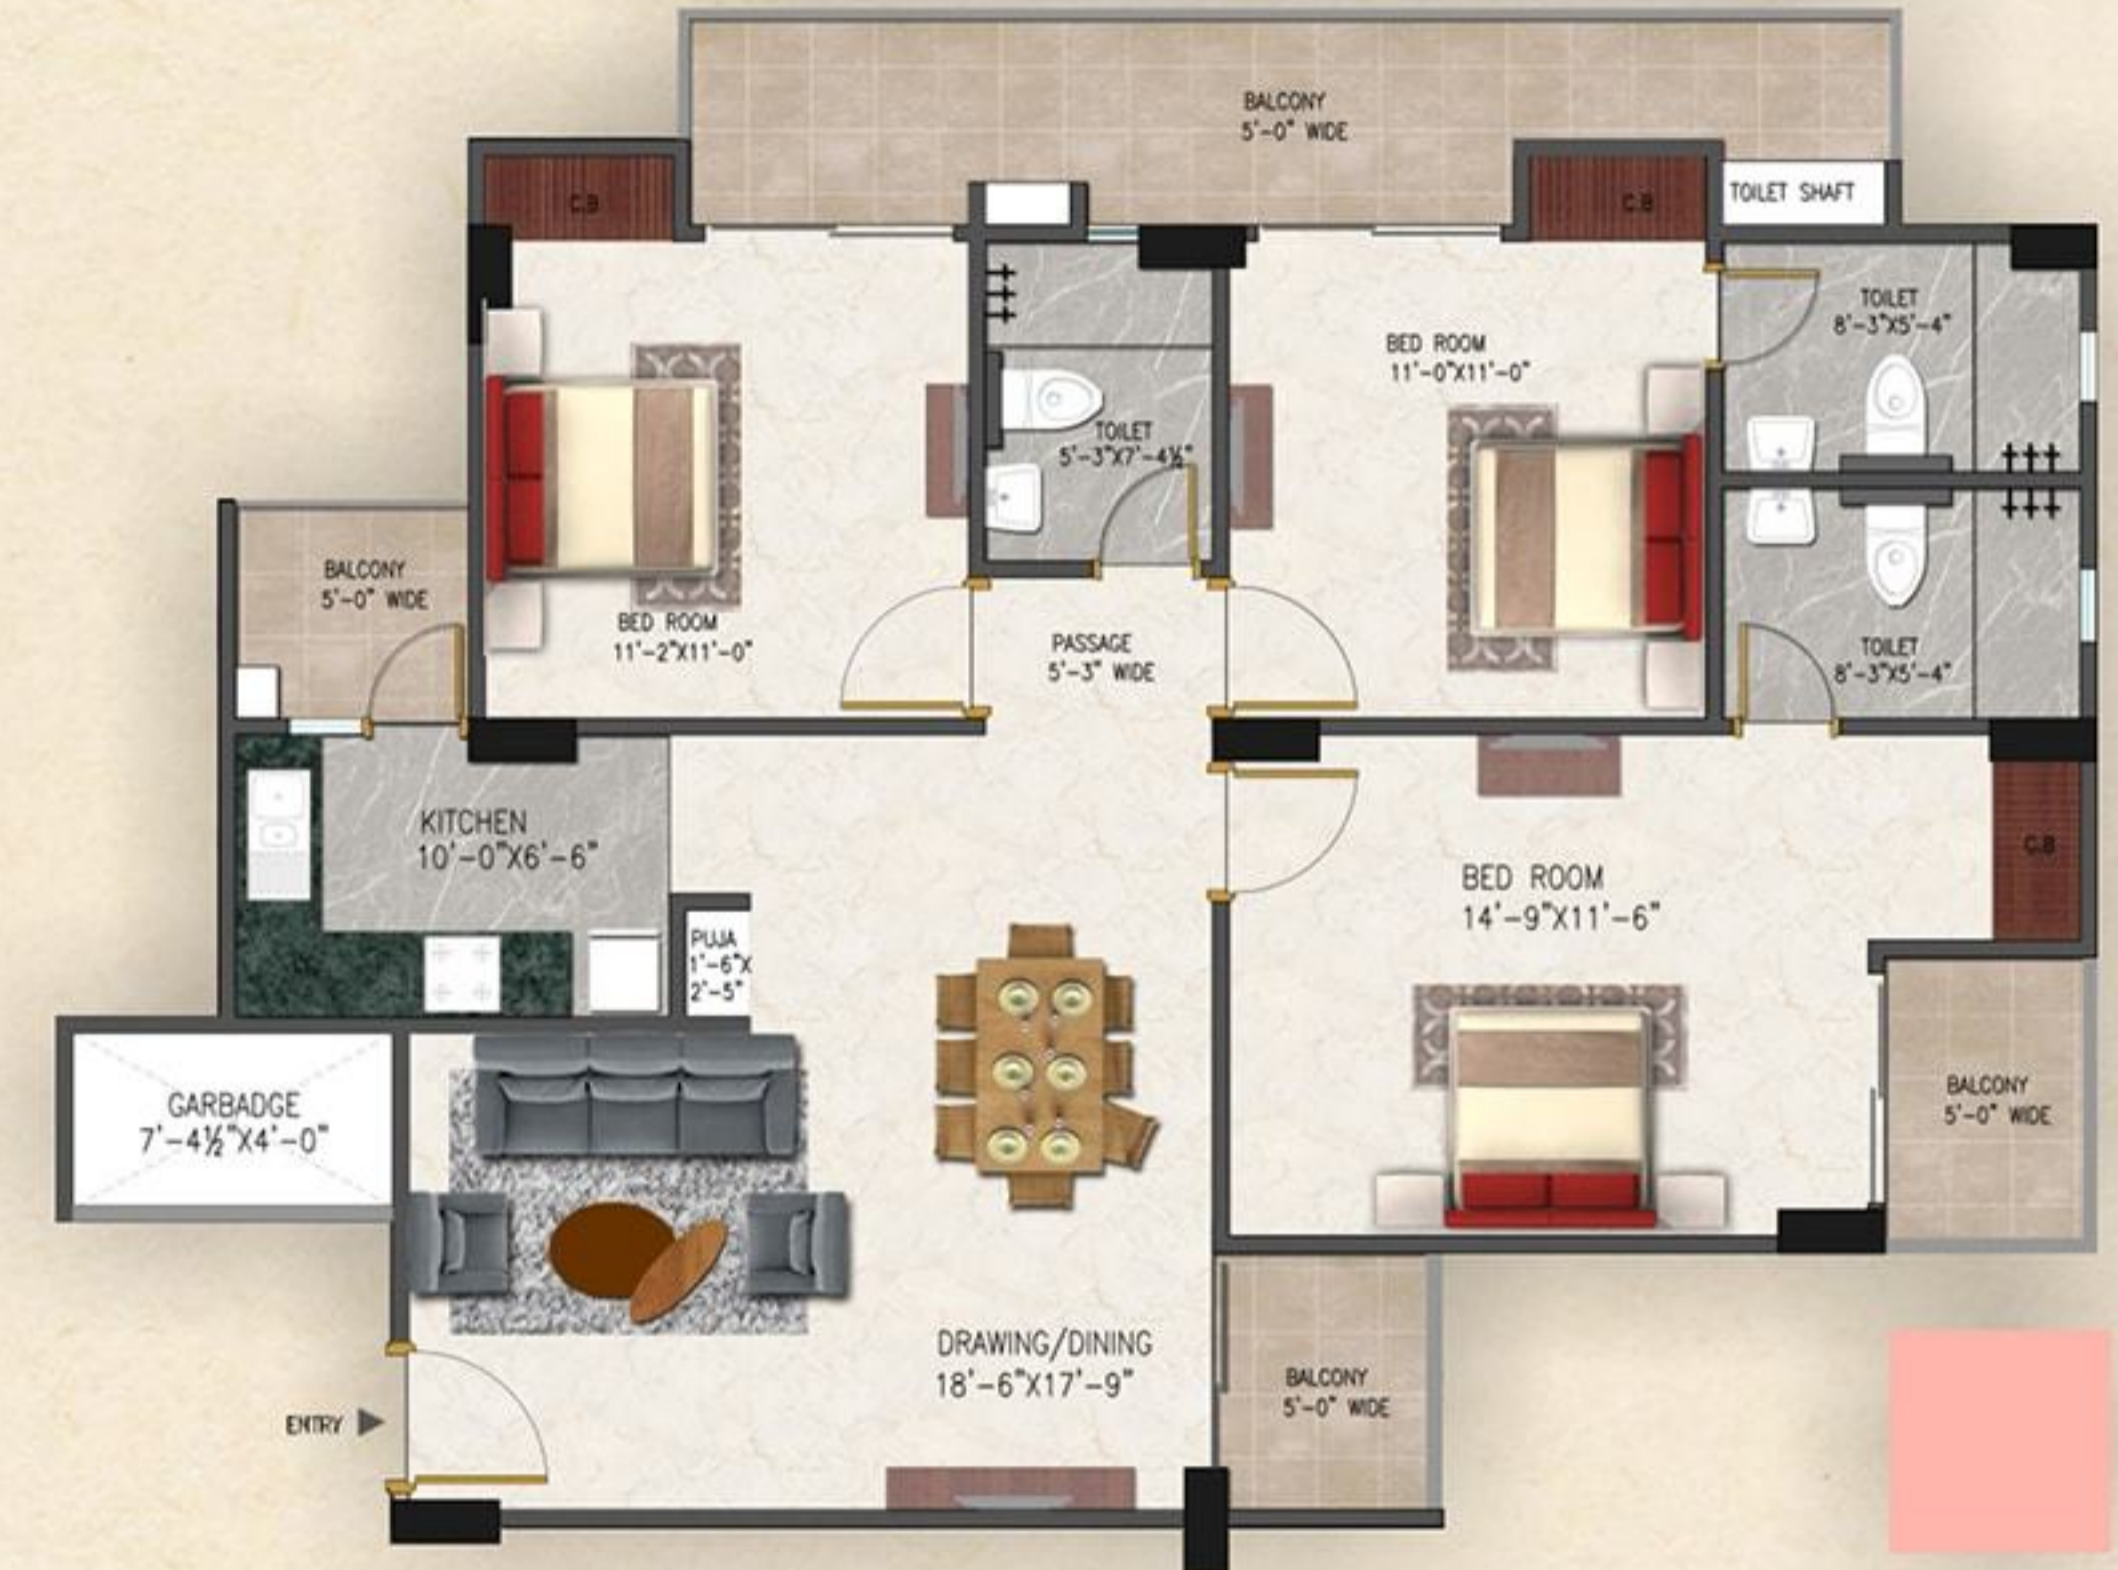 BALCONY
5'-0" WIDE
C.B
C.B
TOILET SHAFT
TOILET
8'-3"X5'-4"
BED ROOM
11'-0"X11'-0"
TOILET
5'-3"X7'-4½"
BALCONY
5'-0" WIDE
BED ROOM
11'-2"X11'-0"
PASSAGE
5'-3" WIDE
TOILET
8'-3"X5'-4"
KITCHEN
10'-0"X6'-6"
C.B
BED ROOM
14'-9"X11'-6"
PUJA
1'-6"X
2'-5"
GARBADGE
7'-4½"X4'-0"
BALCONY
5'-0" WIDE
DRAWING/DINING
18'-6"X17'-9"
BALCONY
5'-0" WIDE
ENTRY